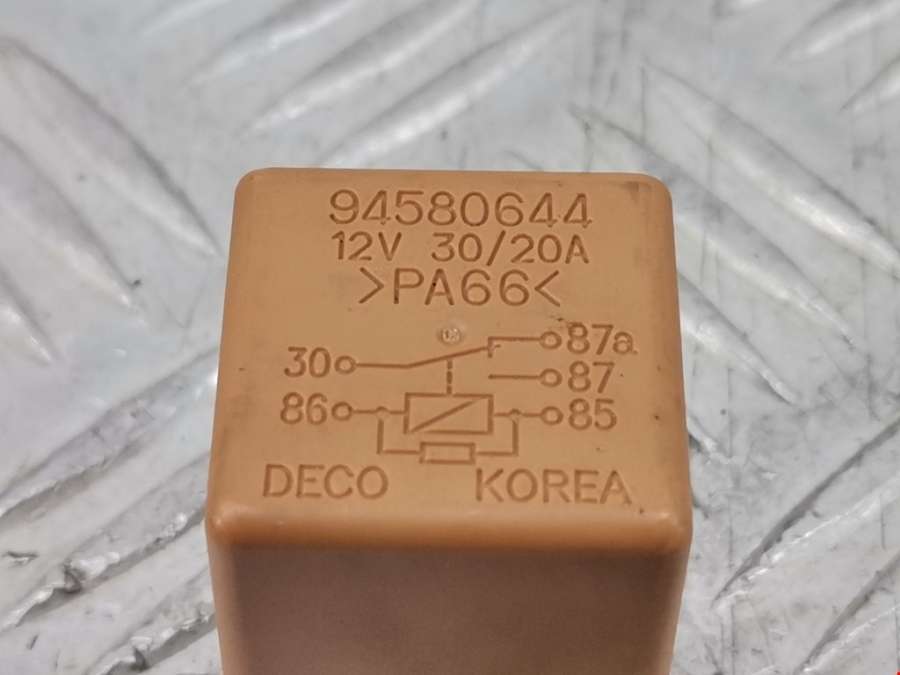 94580644
12V 30/20A
>PA66<
87a
30 87
86 85
DECO KOREA